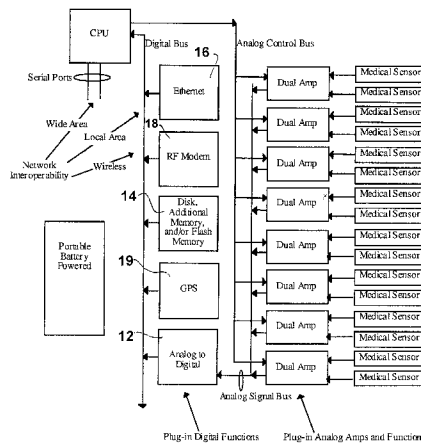 CPU
Digital Bus
16
Analog Control Bus
Serial Ports
Ethernet
Wide Area
Local Area
Network
Interoperability
Wireless
18
RF Modem
14
Disk,
Additional
Memory,
and/or Flash
Memory
Portable
Battery
Powered
19
GPS
12
Analog to
Digital
Analog Signal Bus
Plug-in Digital Functions
Plug-in Analog Amps and Function
Dual Amp
Medical Sensor
Medical Sensor
Dual Amp
Medical Sensor
Medical Sensor
Dual Amp
Medical Sensor
Medical Sensor
Dual Amp
Medical Sensor
Medical Sensor
Dual Amp
Medical Sensor
Medical Sensor
Dual Amp
Medical Sensor
Medical Sensor
Dual Amp
Medical Sensor
Medical Sensor
Dual Amp
Medical Sensor
Medical Sensor